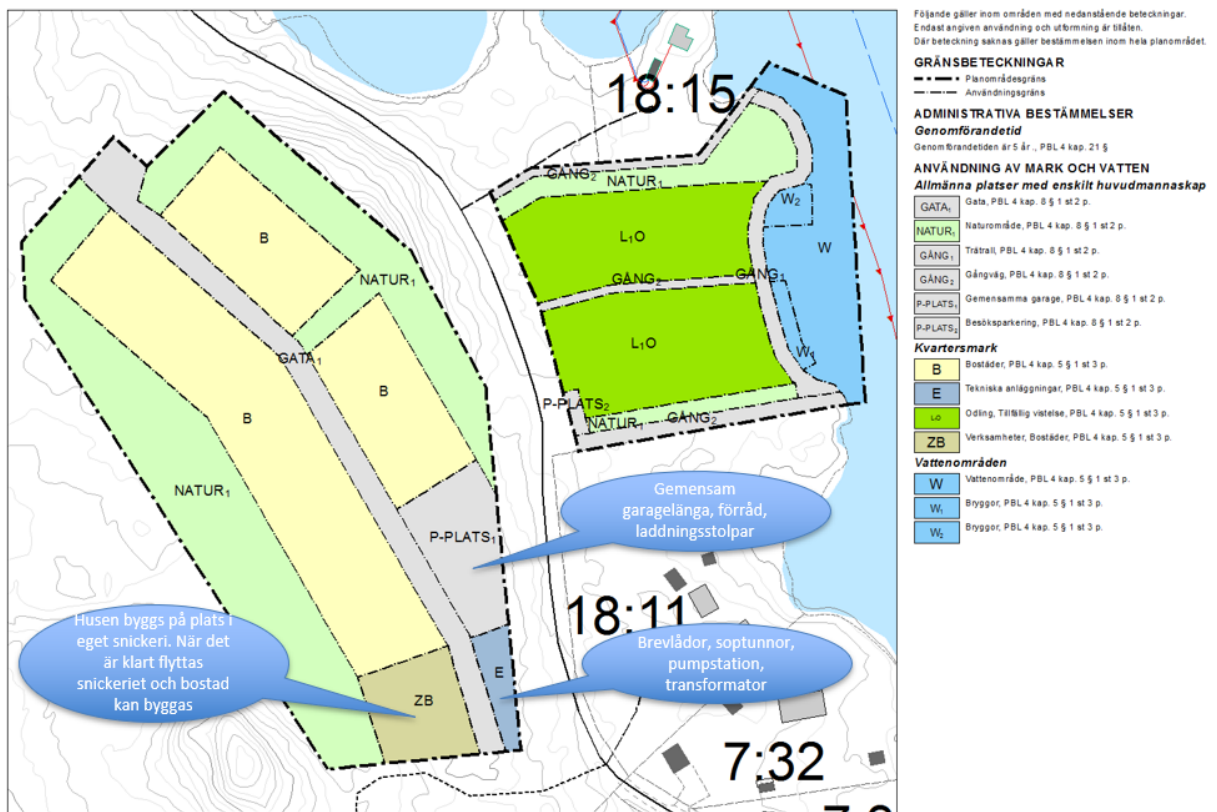 18:15
GÅNG₂
NATUR₁
W₂
B
L₁O
W
NATUR₁
GÅNG₂
GÅNG₁
GATA₁
L₁O
W₁
B
B
P-PLATS₂
NATUR₁
GÅNG₂
NATUR₁
Gemensam
garagelänga, förråd,
laddningsstolpar
P-PLATS₁
18:11
Husen byggs på plats i
eget snickeri. När det
är klart flyttas
snickeriet och bostad
kan byggas
Brevlådor, soptunnor,
pumpstation,
transformator
E
ZB
7:32
Följande gäller inom områden med nedanstående beteckningar.
Endast angiven användning och utformning är tillåten.
Där beteckning saknas gäller bestämmelsen inom hela planområdet.
GRÄNSBETECKNINGAR
Planområdesgräns
Användningsgräns
ADMINISTRATIVA BESTÄMMELSER
Genomförandetid
Genomförandetiden är 5 år., PBL 4 kap. 21 §
ANVÄNDNING AV MARK OCH VATTEN
Allmänna platser med enskilt huvudmannaskap
GATA₁ Gata, PBL 4 kap. 8 § 1 st 2 p.
NATUR₁ Naturområde, PBL 4 kap. 8 § 1 st 2 p.
GÅNG₁ Trätrall, PBL 4 kap. 8 § 1 st 2 p.
GÅNG₂ Gångväg, PBL 4 kap. 8 § 1 st 2 p.
P-PLATS₁ Gemensamma garage, PBL 4 kap. 8 § 1 st 2 p.
P-PLATS₂ Besöksparkering, PBL 4 kap. 8 § 1 st 2 p.
Kvartersmark
B Bostäder, PBL 4 kap. 5 § 1 st 3 p.
E Tekniska anläggningar, PBL 4 kap. 5 § 1 st 3 p.
LO Odling, Tillfällig vistelse, PBL 4 kap. 5 § 1 st 3 p.
ZB Verksamheter, Bostäder, PBL 4 kap. 5 § 1 st 3 p.
Vattenområden
W Vattenområde, PBL 4 kap. 5 § 1 st 3 p.
W₁ Bryggor, PBL 4 kap. 5 § 1 st 3 p.
W₂ Bryggor, PBL 4 kap. 5 § 1 st 3 p.